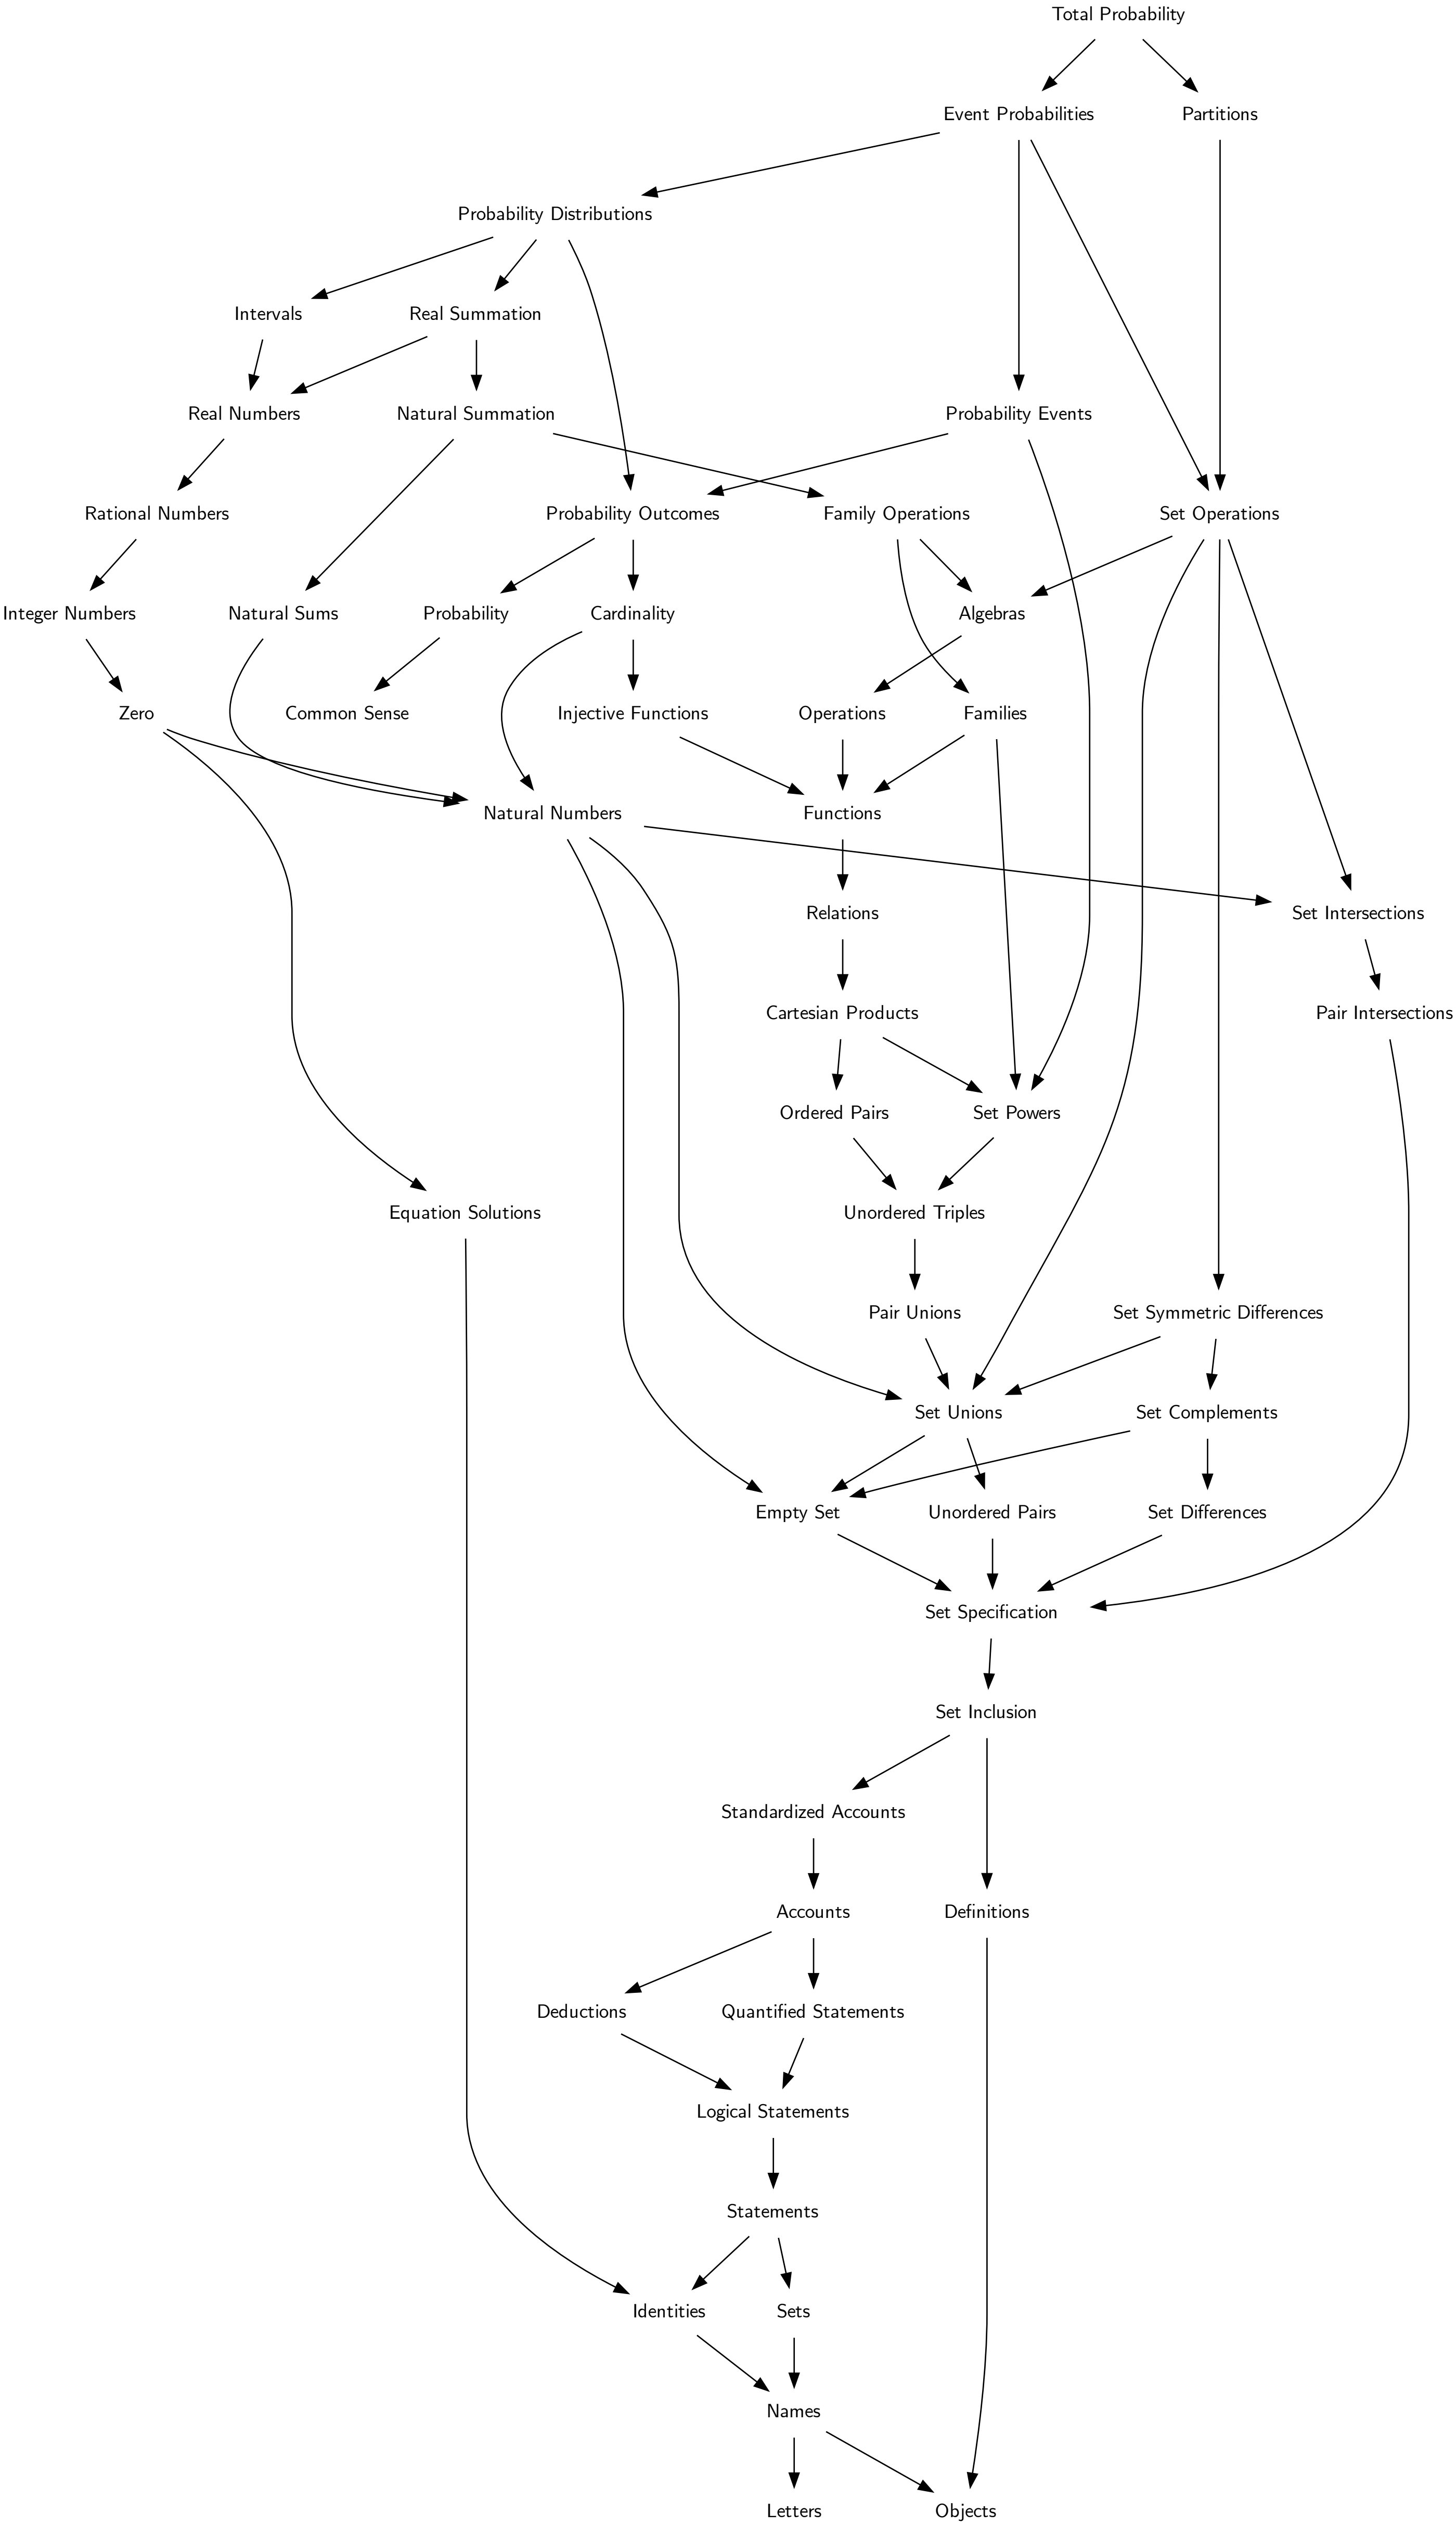 Total Probability
Event Probabilities
Partitions
Probability Distributions
Intervals
Real Summation
Real Numbers
Natural Summation
Probability Events
Rational Numbers
Probability Outcomes
Family Operations
Set Operations
Integer Numbers
Natural Sums
Probability
Cardinality
Algebras
Zero
Common Sense
Injective Functions
Operations
Families
Natural Numbers
Functions
Relations
Set Intersections
Cartesian Products
Pair Intersections
Ordered Pairs
Set Powers
Equation Solutions
Unordered Triples
Pair Unions
Set Symmetric Differences
Set Unions
Set Complements
Empty Set
Unordered Pairs
Set Differences
Set Specification
Set Inclusion
Standardized Accounts
Accounts
Definitions
Deductions
Quantified Statements
Logical Statements
Statements
Identities
Sets
Names
Letters
Objects